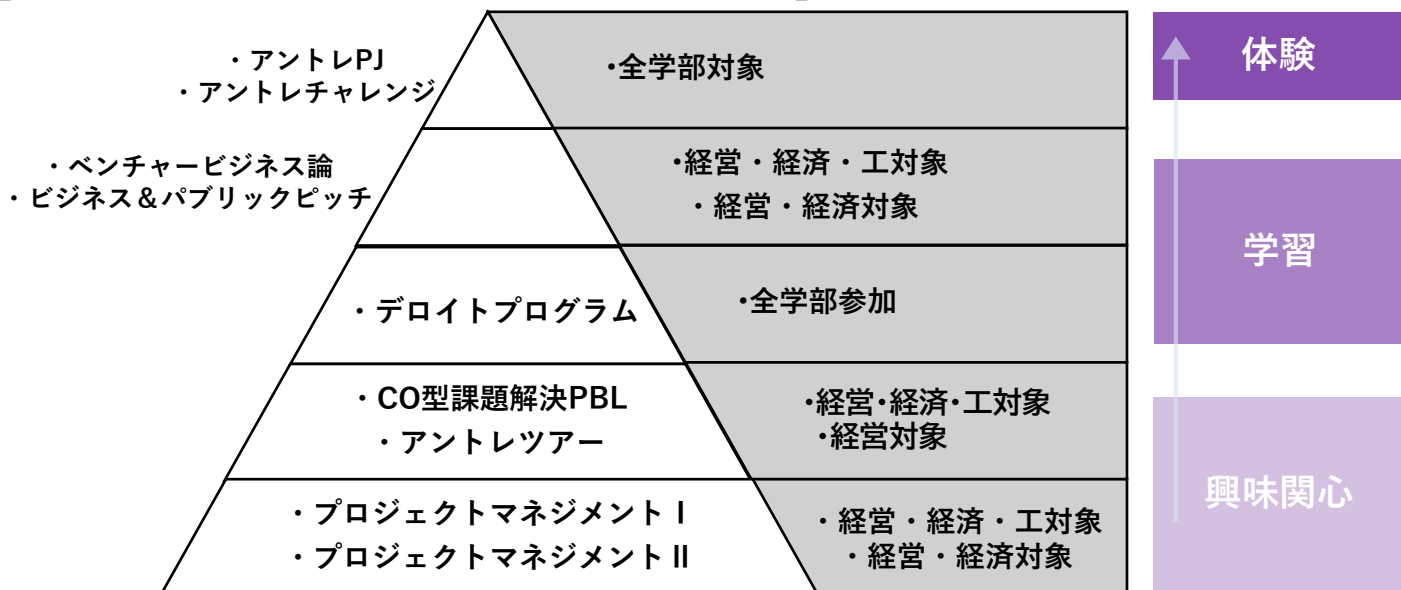 ・アントレPJ
・アントレチャレンジ
・全学部対象
体験
・ベンチャービジネス論
・ビジネス＆パブリックピッチ
・経営・経済・工対象
・経営・経済対象
学習
・デロイトプログラム
・全学部参加
・CO型課題解決PBL
・アントレツアー
・経営・経済・工対象
・経営対象
興味関心
・プロジェクトマネジメントⅠ
・プロジェクトマネジメントⅡ
・経営・経済・工対象
・経営・経済対象